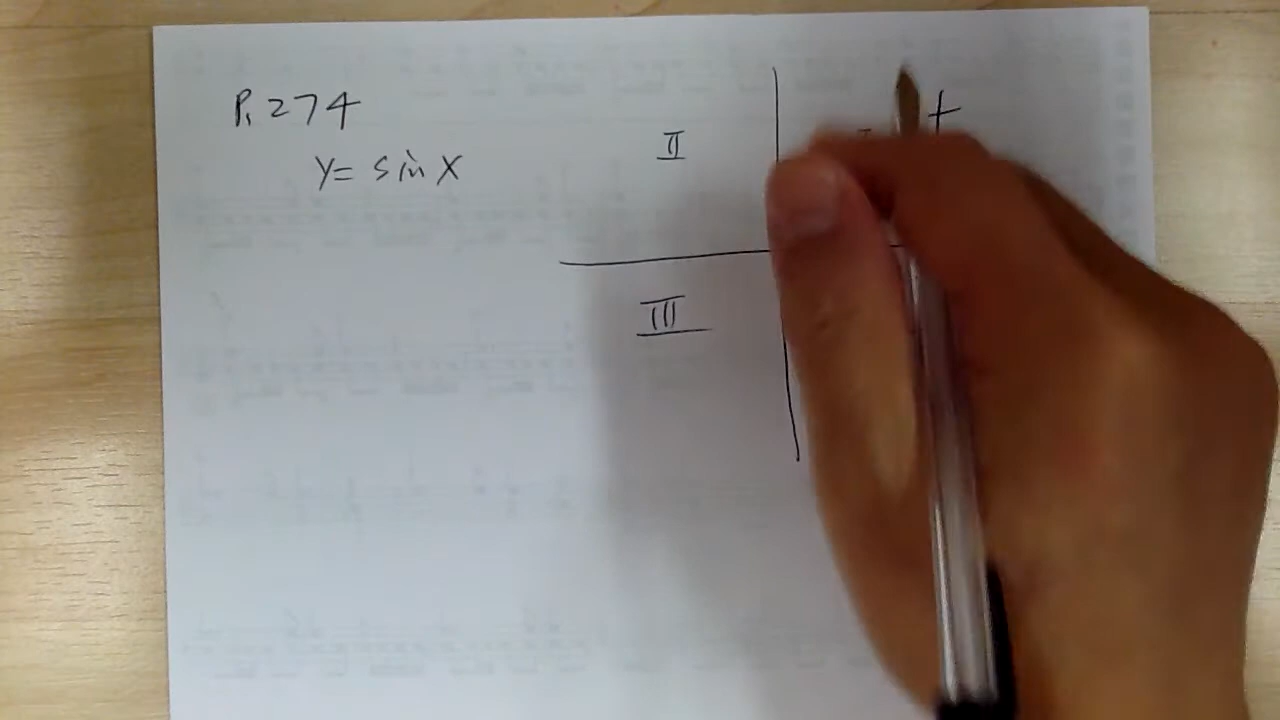 P. 274
y = sin x
II
+
III